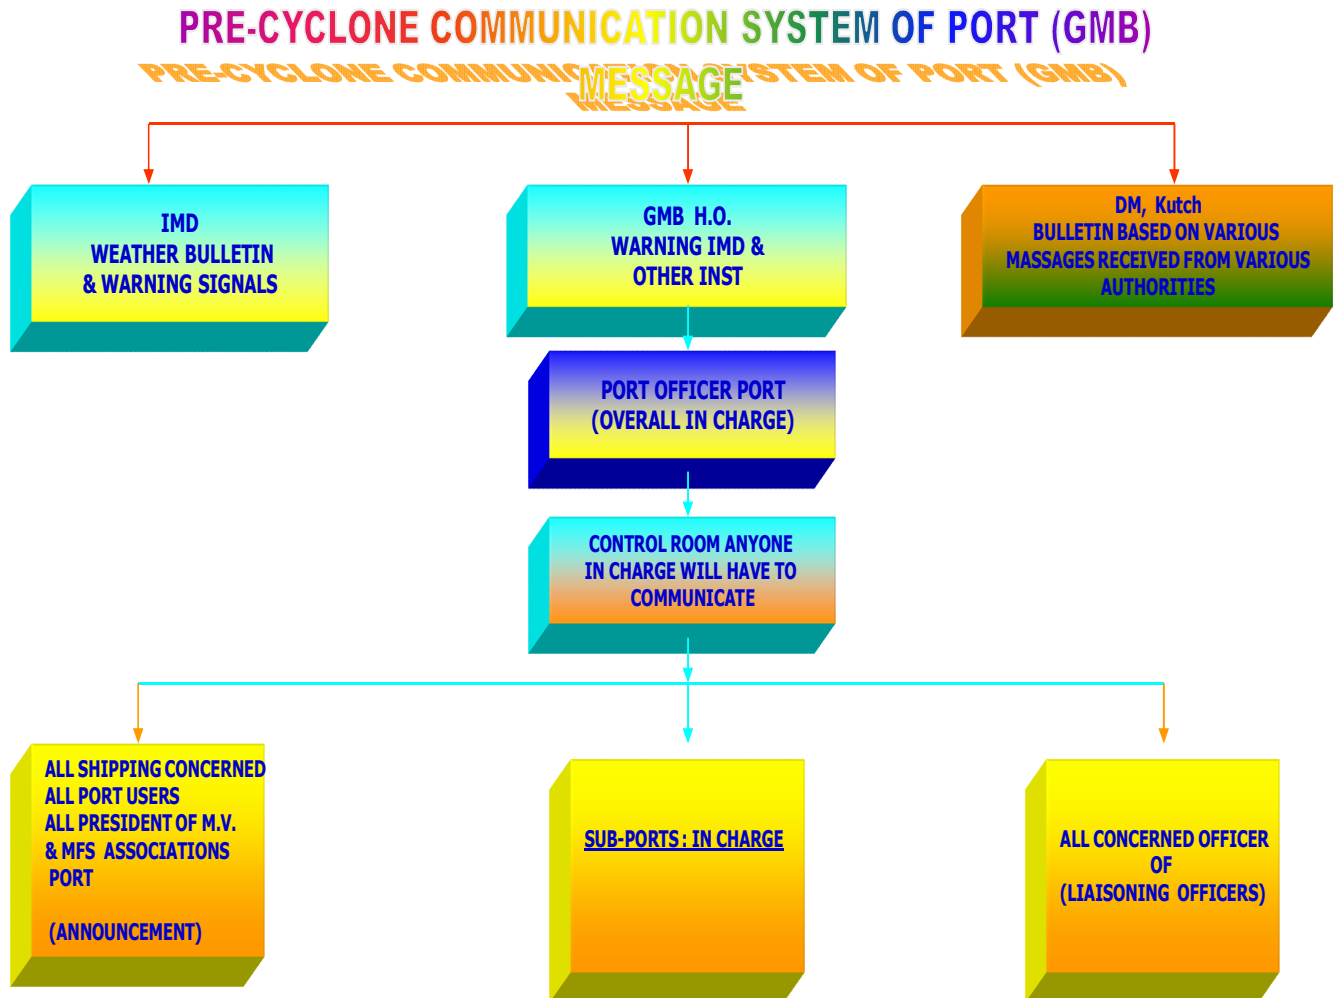 PRE-CYCLONE COMMUNICATION SYSTEM OF PORT (GMB)
MESSAGE
IMD
WEATHER BULLETIN
& WARNING SIGNALS
GMB H.O.
WARNING IMD &
OTHER INST
DM, Kutch
BULLETIN BASED ON VARIOUS
MASSAGES RECEIVED FROM VARIOUS
AUTHORITIES
PORT OFFICER PORT
(OVERALL IN CHARGE)
CONTROL ROOM ANYONE
IN CHARGE WILL HAVE TO
COMMUNICATE
ALL SHIPPING CONCERNED
ALL PORT USERS
ALL PRESIDENT OF M.V.
& MFS ASSOCIATIONS
PORT
(ANNOUNCEMENT)
SUB-PORTS : IN CHARGE
ALL CONCERNED OFFICER
OF
(LIAISONING OFFICERS)